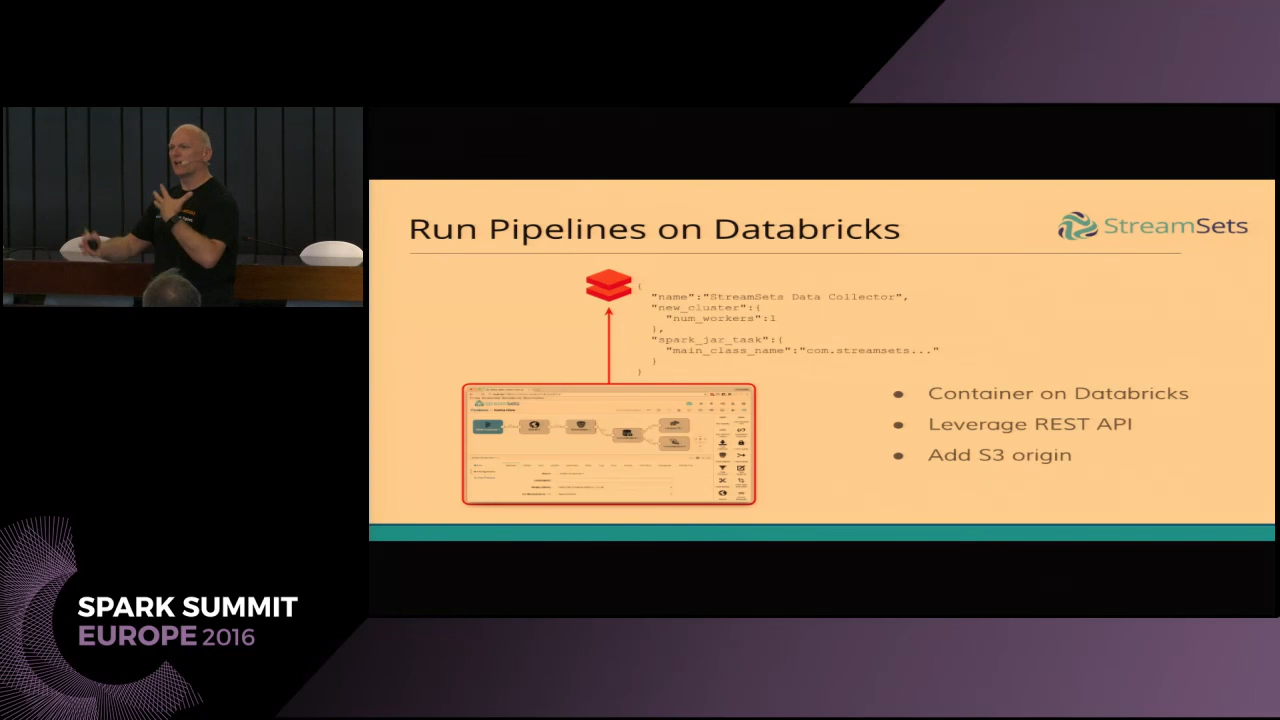 Run Pipelines on Databricks
StreamSets
{
"name":"StreamSets Data Collector",
"new_cluster":{
"num_workers":1
},
"spark_jar_task":{
"main_class_name":"com.streamsets..."
}
}
StreamSets
● Container on Databricks
● Leverage REST API
● Add S3 origin
SPARK SUMMIT
EUROPE 2016